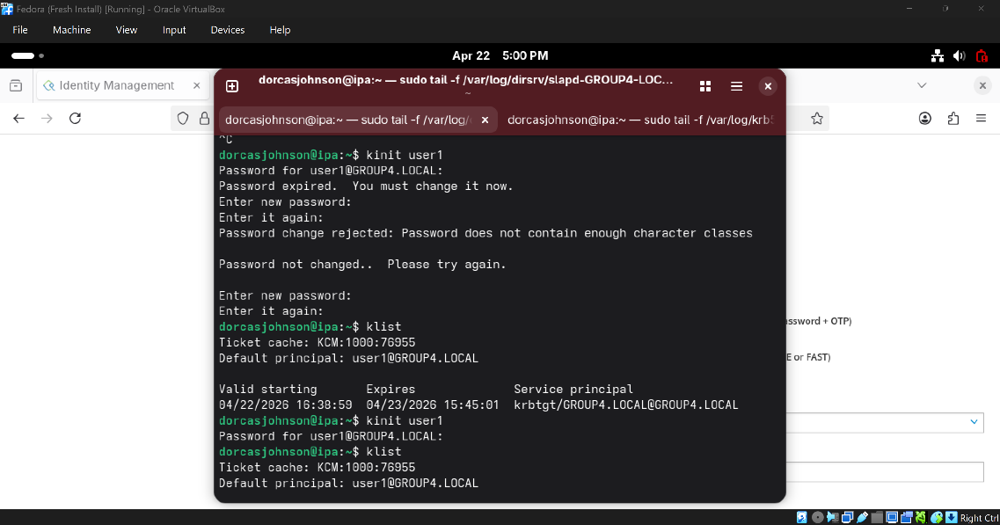 Fedora (Fresh Install) [Running] - Oracle VirtualBox
File Machine View Input Devices Help
Apr 22 5:00 PM
Identity Management
dorcasjohnson@ipa:~ — sudo tail -f /var/log/dirsrv/slapd-GROUP4-LOC...
~
dorcasjohnson@ipa:~ — sudo tail -f /var/log/
dorcasjohnson@ipa:~ — sudo tail -f /var/log/krb5
^C
dorcasjohnson@ipa:~$ kinit user1
Password for user1@GROUP4.LOCAL:
Password expired.  You must change it now.
Enter new password:
Enter it again:
Password change rejected: Password does not contain enough character classes
Password not changed..  Please try again.
Enter new password:
Enter it again:
dorcasjohnson@ipa:~$ klist
Ticket cache: KCM:1000:76955
Default principal: user1@GROUP4.LOCAL
Valid starting       Expires              Service principal
04/22/2026 16:38:59  04/23/2026 15:45:01  krbtgt/GROUP4.LOCAL@GROUP4.LOCAL
dorcasjohnson@ipa:~$ kinit user1
Password for user1@GROUP4.LOCAL:
dorcasjohnson@ipa:~$ klist
Ticket cache: KCM:1000:76955
Default principal: user1@GROUP4.LOCAL
ssword + OTP)
E or FAST)
Right Ctrl